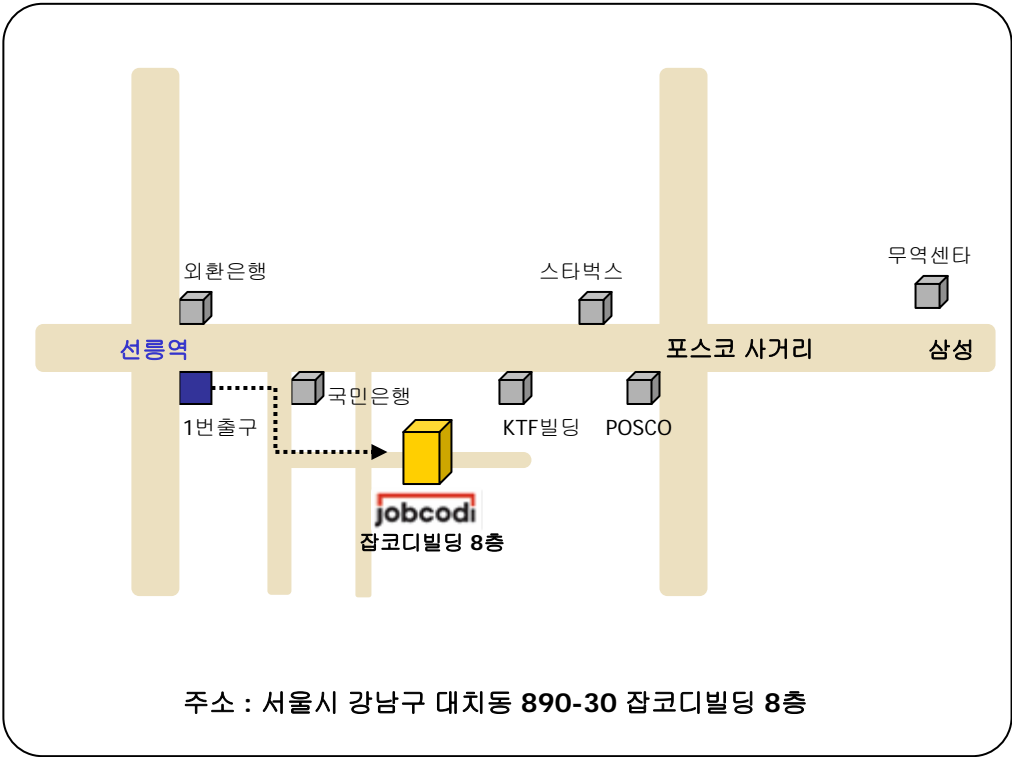 무역센타
외환은행
스타벅스
선릉역
포스코 사거리
삼성
국민은행
1번출구
KTF빌딩
POSCO
jobcodi
잡코디빌딩 8층
주소 : 서울시 강남구 대치동 890-30 잡코디빌딩 8층